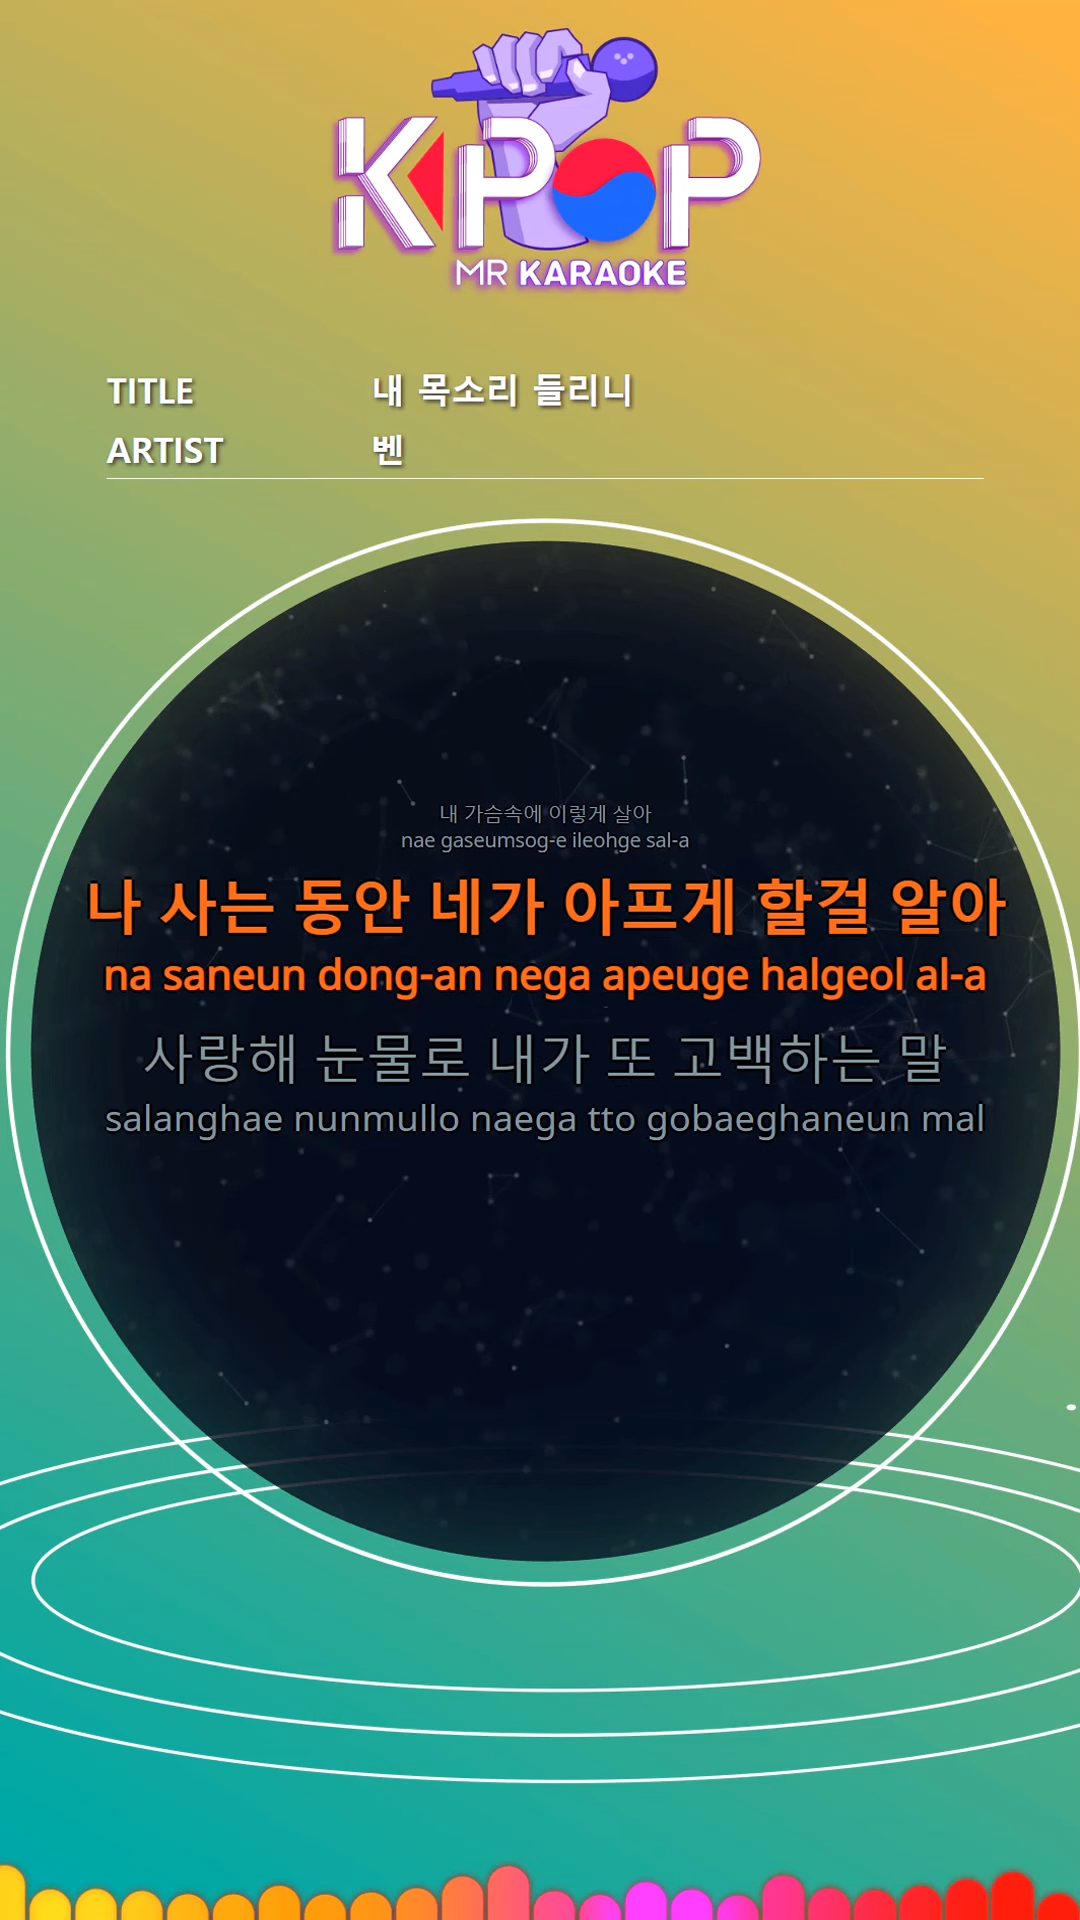 KPOP
MR KARAOKE
TITLE 내 목소리 들리니
ARTIST 벤
내 가슴속에 이렇게 살아
nae gaseumsog-e ileohge sal-a
나 사는 동안 네가 아프게 할걸 알아
na saneun dong-an nega apeuge halgeol al-a
사랑해 눈물로 내가 또 고백하는 말
salanghae nunmullo naega tto gobaeghaneun mal